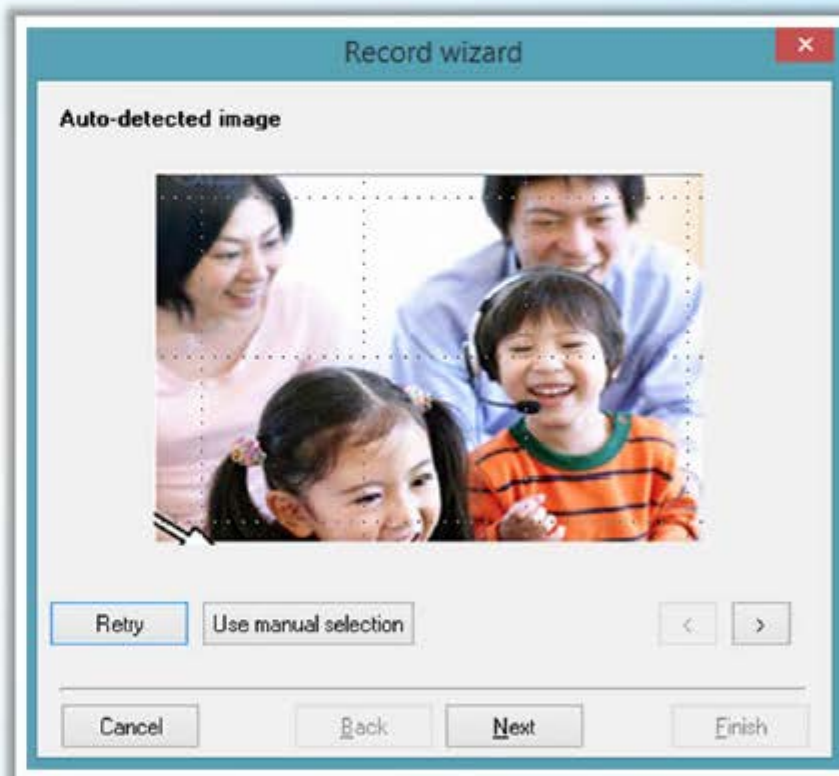 Record wizard
Auto-detected image
Retry
Use manual selection
<
>
Cancel
Back
Next
Finish